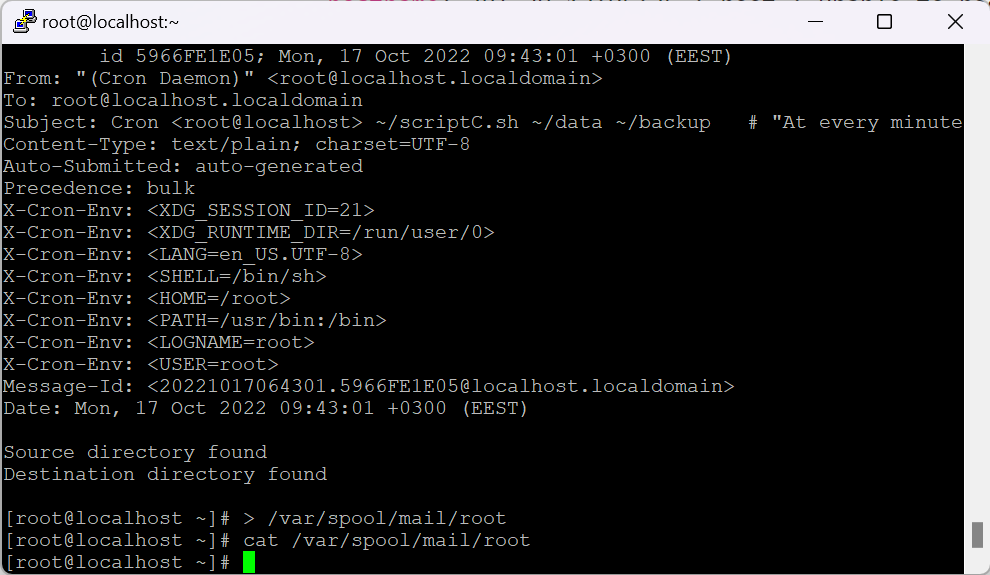 root@localhost:~
id 5966FE1E05; Mon, 17 Oct 2022 09:43:01 +0300 (EEST)
From: "(Cron Daemon)" <root@localhost.localdomain>
To: root@localhost.localdomain
Subject: Cron <root@localhost> ~/scriptC.sh ~/data ~/backup   # "At every minute
Content-Type: text/plain; charset=UTF-8
Auto-Submitted: auto-generated
Precedence: bulk
X-Cron-Env: <XDG_SESSION_ID=21>
X-Cron-Env: <XDG_RUNTIME_DIR=/run/user/0>
X-Cron-Env: <LANG=en_US.UTF-8>
X-Cron-Env: <SHELL=/bin/sh>
X-Cron-Env: <HOME=/root>
X-Cron-Env: <PATH=/usr/bin:/bin>
X-Cron-Env: <LOGNAME=root>
X-Cron-Env: <USER=root>
Message-Id: <20221017064301.5966FE1E05@localhost.localdomain>
Date: Mon, 17 Oct 2022 09:43:01 +0300 (EEST)
Source directory found
Destination directory found
[root@localhost ~]# > /var/spool/mail/root
[root@localhost ~]# cat /var/spool/mail/root
[root@localhost ~]#